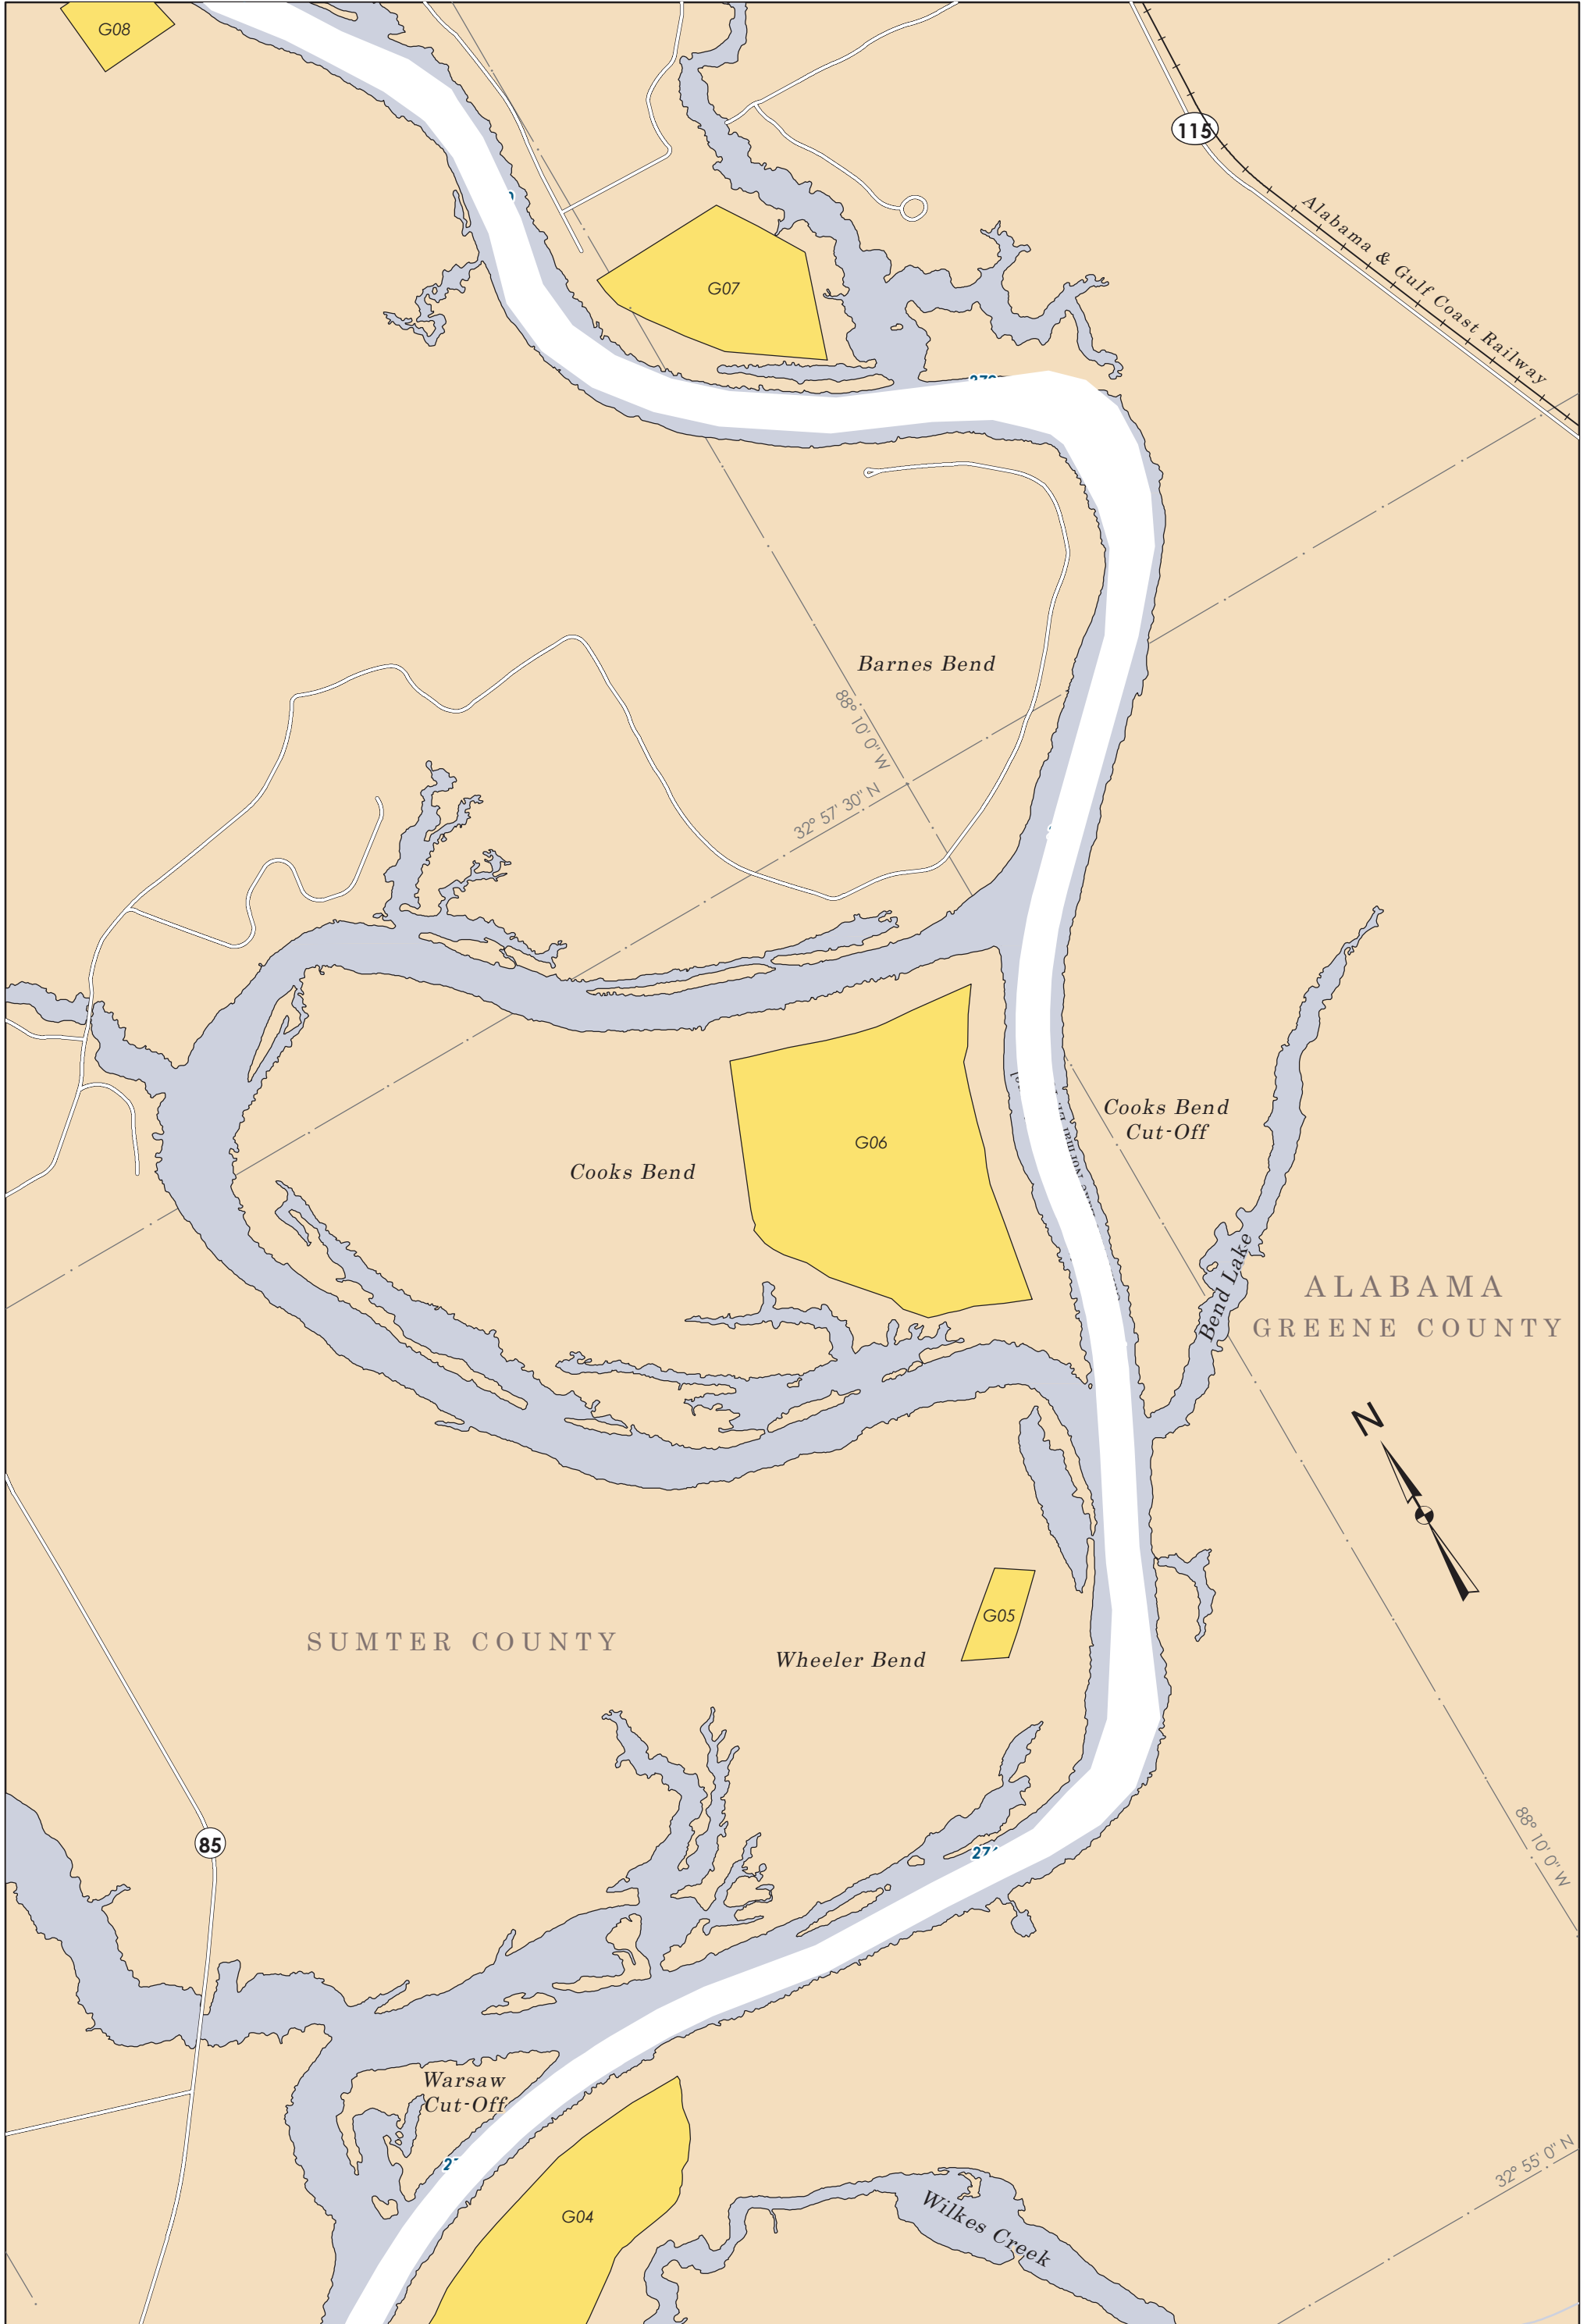 G08
115
Alabama & Gulf Coast Railway
G07
Barnes Bend
88° 10' 0" W
32° 57' 30" N
Cooks Bend
Cut-Off
G06
Cooks Bend
Bend Lake
ALABAMA
GREENE COUNTY
N
G05
SUMTER COUNTY
Wheeler Bend
88° 10' 0" W
85
Warsaw
Cut-Off
G04
32° 55' 0" N
Wilkes Creek